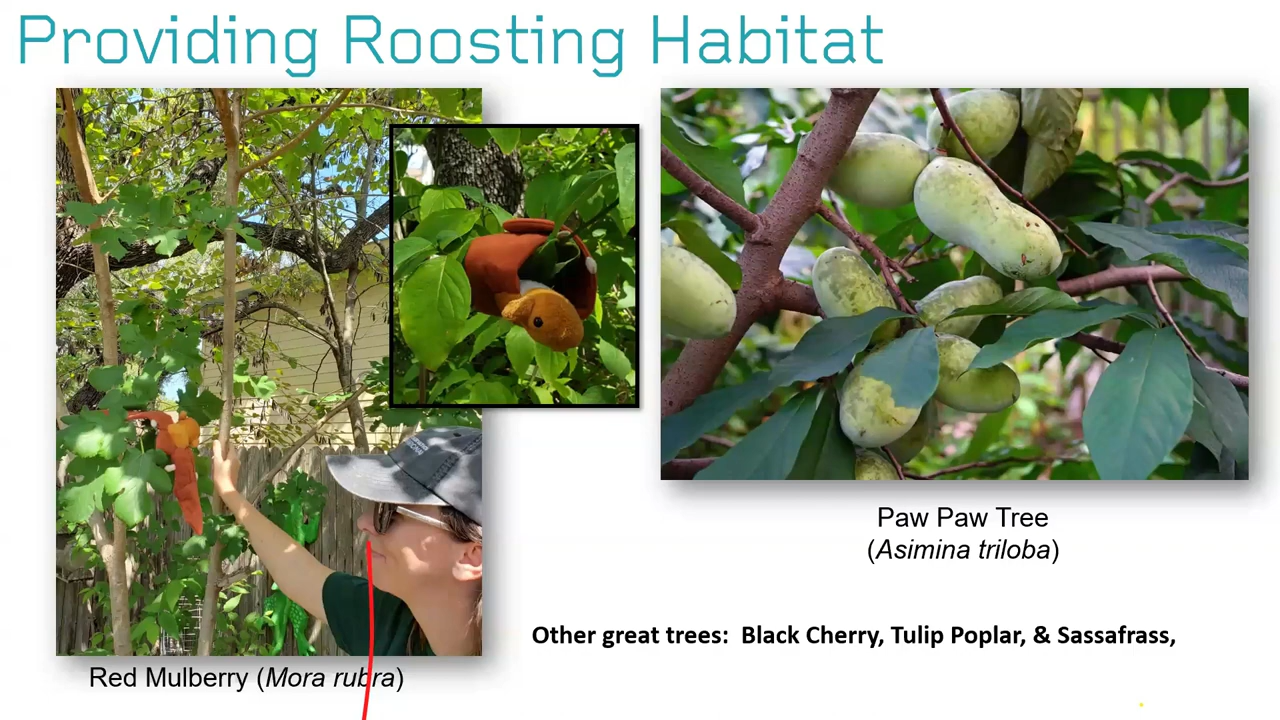 Providing Roosting Habitat
Paw Paw Tree
(Asimina triloba)
Other great trees:  Black Cherry, Tulip Poplar, & Sassafrass,
Red Mulberry (Mora rubra)